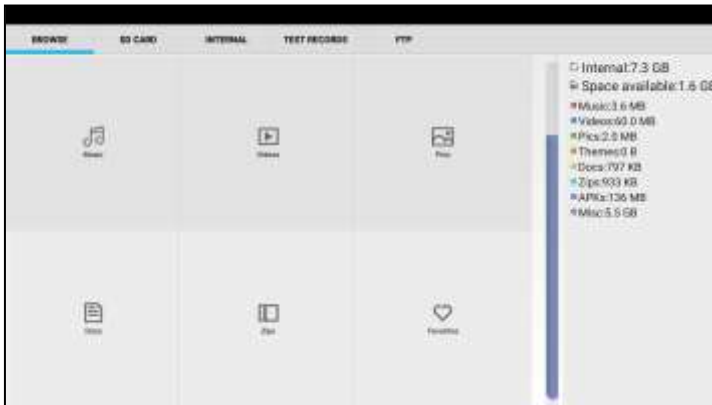 BROWSE SD CARD INTERNAL TEST RECORDS FTP
Music
Videos
Pics
Docs
Zips
Favorites
Internal:7.3 GB
Space available:1.6 GB
Music:3.6 MB
Videos:60.0 MB
Pics:2.0 MB
Themes:0 B
Docs:797 KB
Zips:933 KB
APKs:136 MB
Misc:5.5 GB